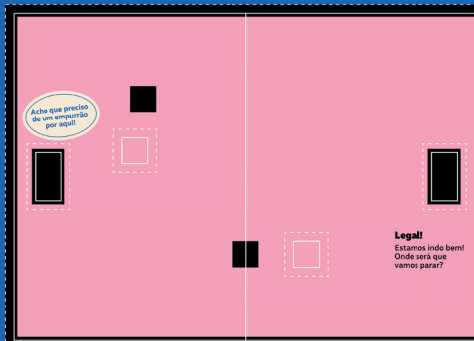 Acho que preciso
de um empurrão
por aqui!
Legal!
Estamos indo bem!
Onde será que
vamos parar?